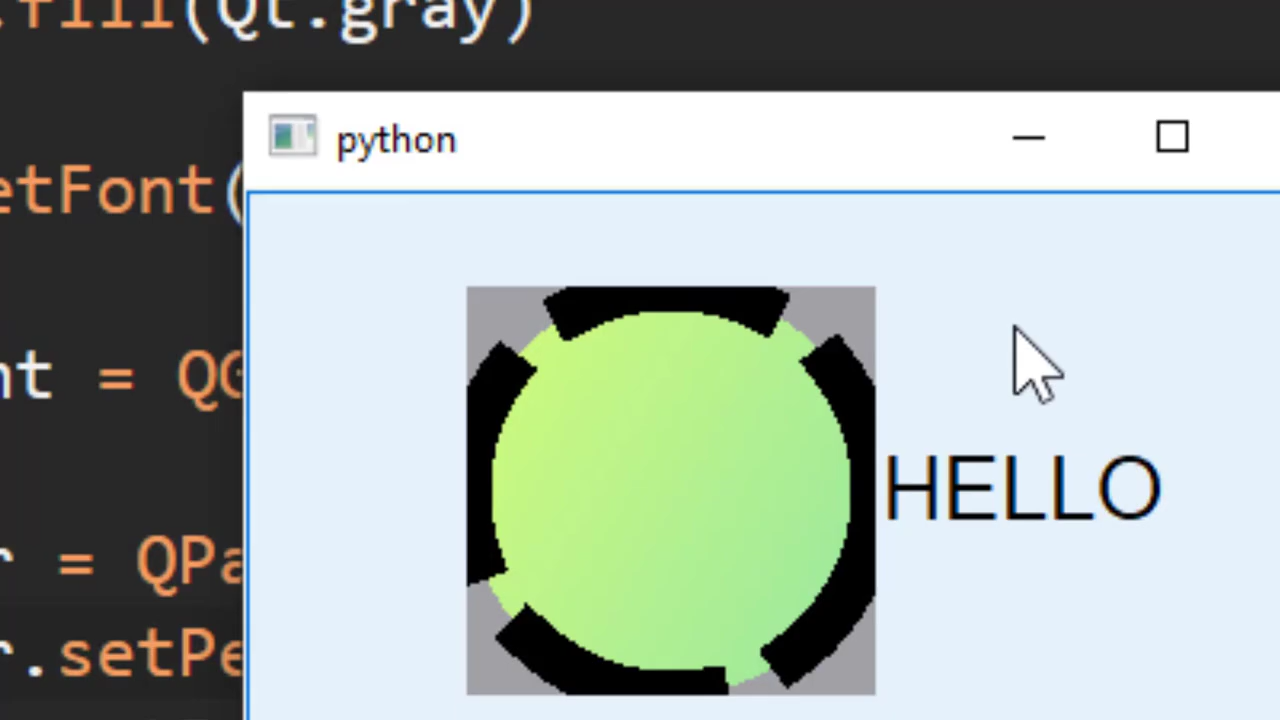 .fill(Qt.gray)
python
etFont(
nt = QG
HELLO
r = QPa
r.setPe